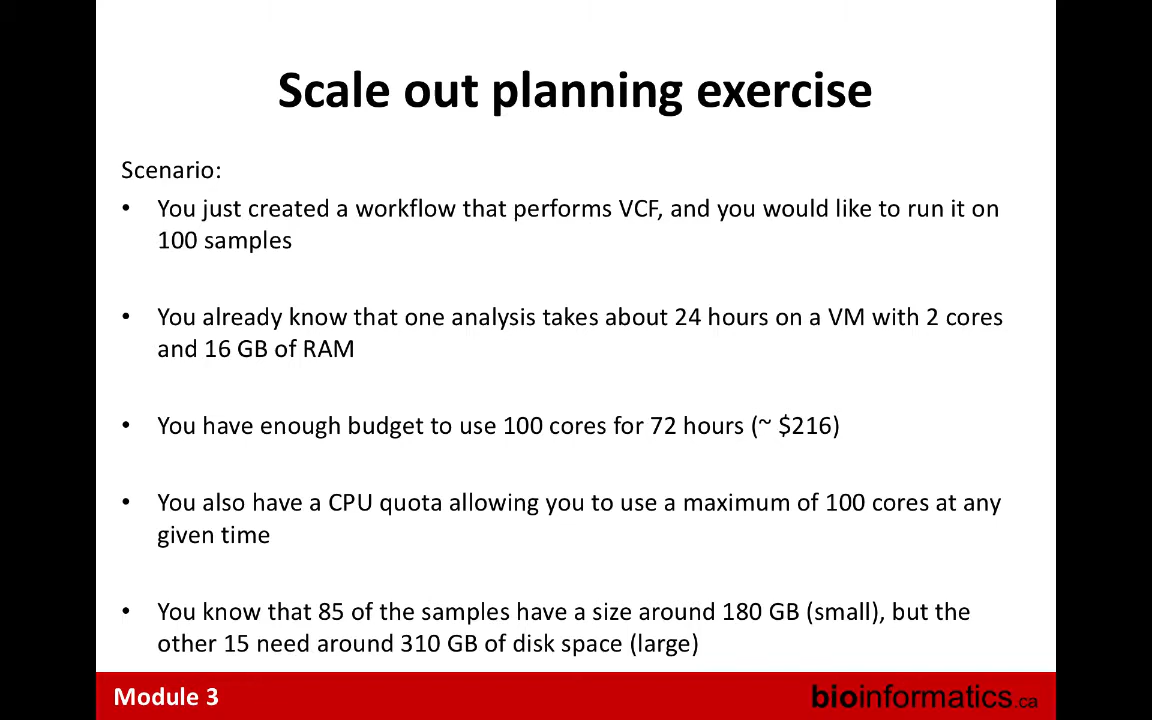 Scale out planning exercise
Scenario:
• You just created a workflow that performs VCF, and you would like to run it on
100 samples
• You already know that one analysis takes about 24 hours on a VM with 2 cores
and 16 GB of RAM
• You have enough budget to use 100 cores for 72 hours (~ $216)
• You also have a CPU quota allowing you to use a maximum of 100 cores at any
given time
• You know that 85 of the samples have a size around 180 GB (small), but the
other 15 need around 310 GB of disk space (large)
Module 3
bioinformatics.ca